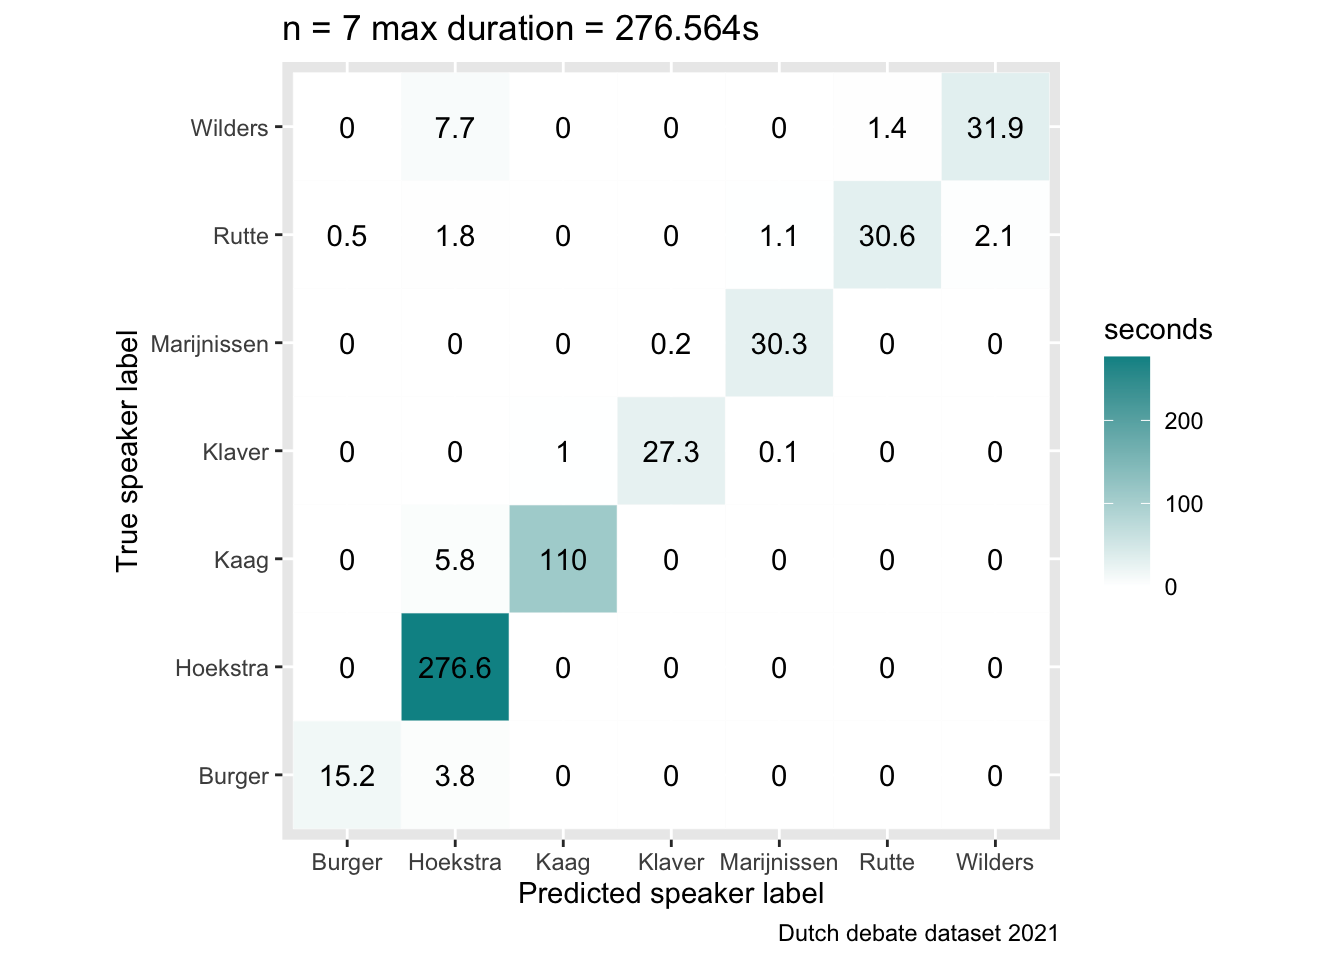 n = 7 max duration = 276.564s
Wilders 0 7.7 0 0 0 1.4 31.9
Rutte 0.5 1.8 0 0 1.1 30.6 2.1
Marijnissen 0 0 0 0.2 30.3 0 0
Klaver 0 0 1 27.3 0.1 0 0
Kaag 0 5.8 110 0 0 0 0
Hoekstra 0 276.6 0 0 0 0 0
Burger 15.2 3.8 0 0 0 0 0
Burger Hoekstra Kaag Klaver Marijnissen Rutte Wilders
Predicted speaker label
True speaker label
seconds
200
100
0
Dutch debate dataset 2021